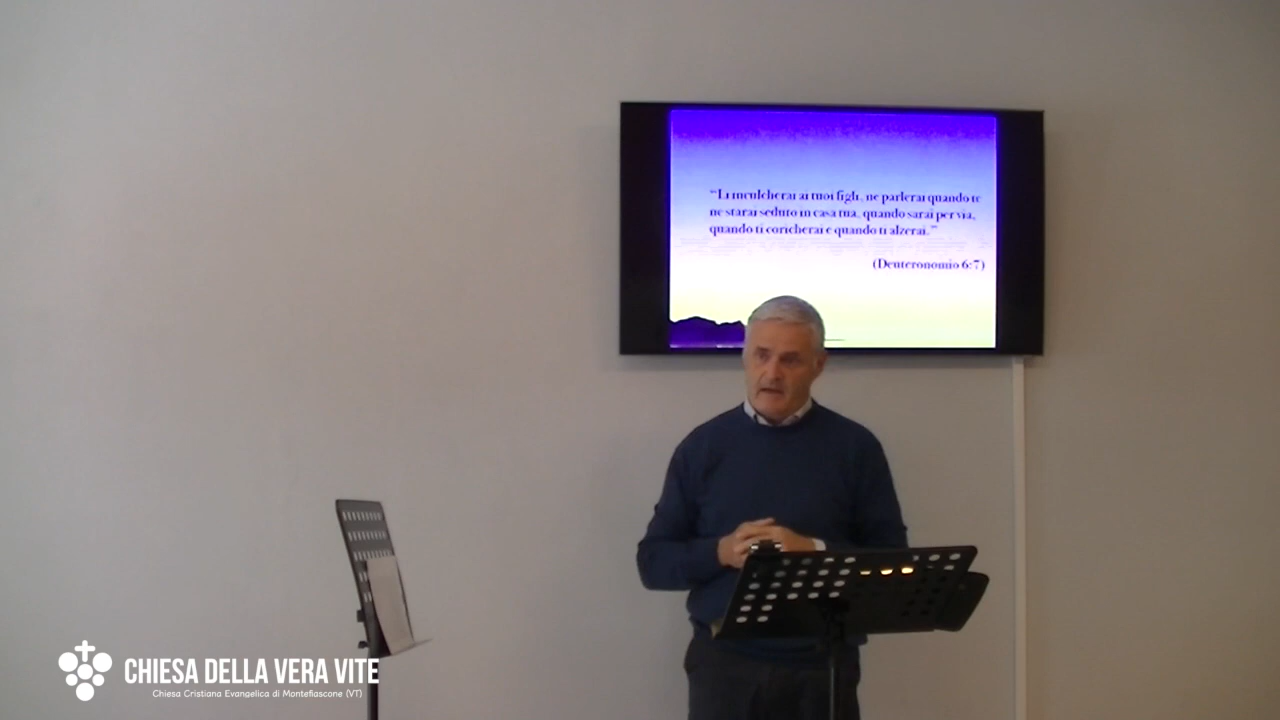 “Li inculcherai ai tuoi figli, ne parlerai quando te
ne starai seduto in casa tua, quando sarai per via,
quando ti coricherai e quando ti alzerai.”
(Deuteronomio 6:7)
CHIESA DELLA VERA VITE
Chiesa Cristiana Evangelica di Montefiascone (VT)